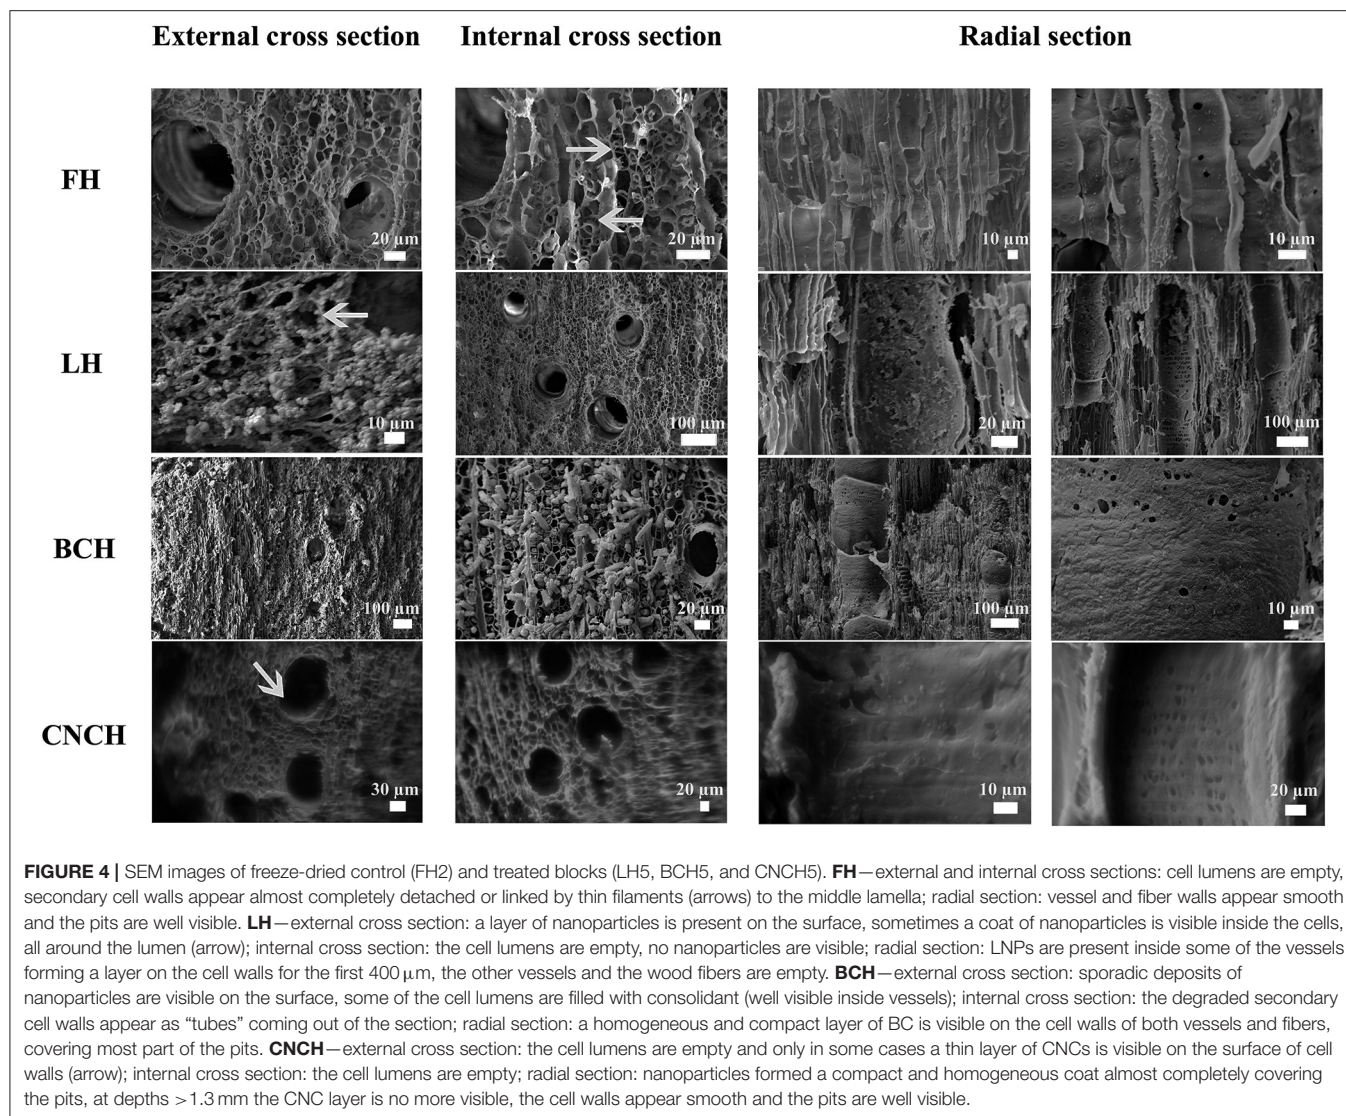 External cross section Internal cross section Radial section
FH
20 µm 20 µm 10 µm 10 µm
LH
10 µm 100 µm 20 µm 100 µm
BCH
100 µm 20 µm 100 µm 10 µm
CNCH
30 µm 20 µm 10 µm 20 µm
FIGURE 4 | SEM images of freeze-dried control (FH2) and treated blocks (LH5, BCH5, and CNCH5). FH—external and internal cross sections: cell lumens are empty,
secondary cell walls appear almost completely detached or linked by thin filaments (arrows) to the middle lamella; radial section: vessel and fiber walls appear smooth
and the pits are well visible. LH—external cross section: a layer of nanoparticles is present on the surface, sometimes a coat of nanoparticles is visible inside the cells,
all around the lumen (arrow); internal cross section: the cell lumens are empty, no nanoparticles are visible; radial section: LNPs are present inside some of the vessels
forming a layer on the cell walls for the first 400 µm, the other vessels and the wood fibers are empty. BCH—external cross section: sporadic deposits of
nanoparticles are visible on the surface, some of the cell lumens are filled with consolidant (well visible inside vessels); internal cross section: the degraded secondary
cell walls appear as “tubes” coming out of the section; radial section: a homogeneous and compact layer of BC is visible on the cell walls of both vessels and fibers,
covering most part of the pits. CNCH—external cross section: the cell lumens are empty and only in some cases a thin layer of CNCs is visible on the surface of cell
walls (arrow); internal cross section: the cell lumens are empty; radial section: nanoparticles formed a compact and homogeneous coat almost completely covering
the pits, at depths >1.3 mm the CNC layer is no more visible, the cell walls appear smooth and the pits are well visible.